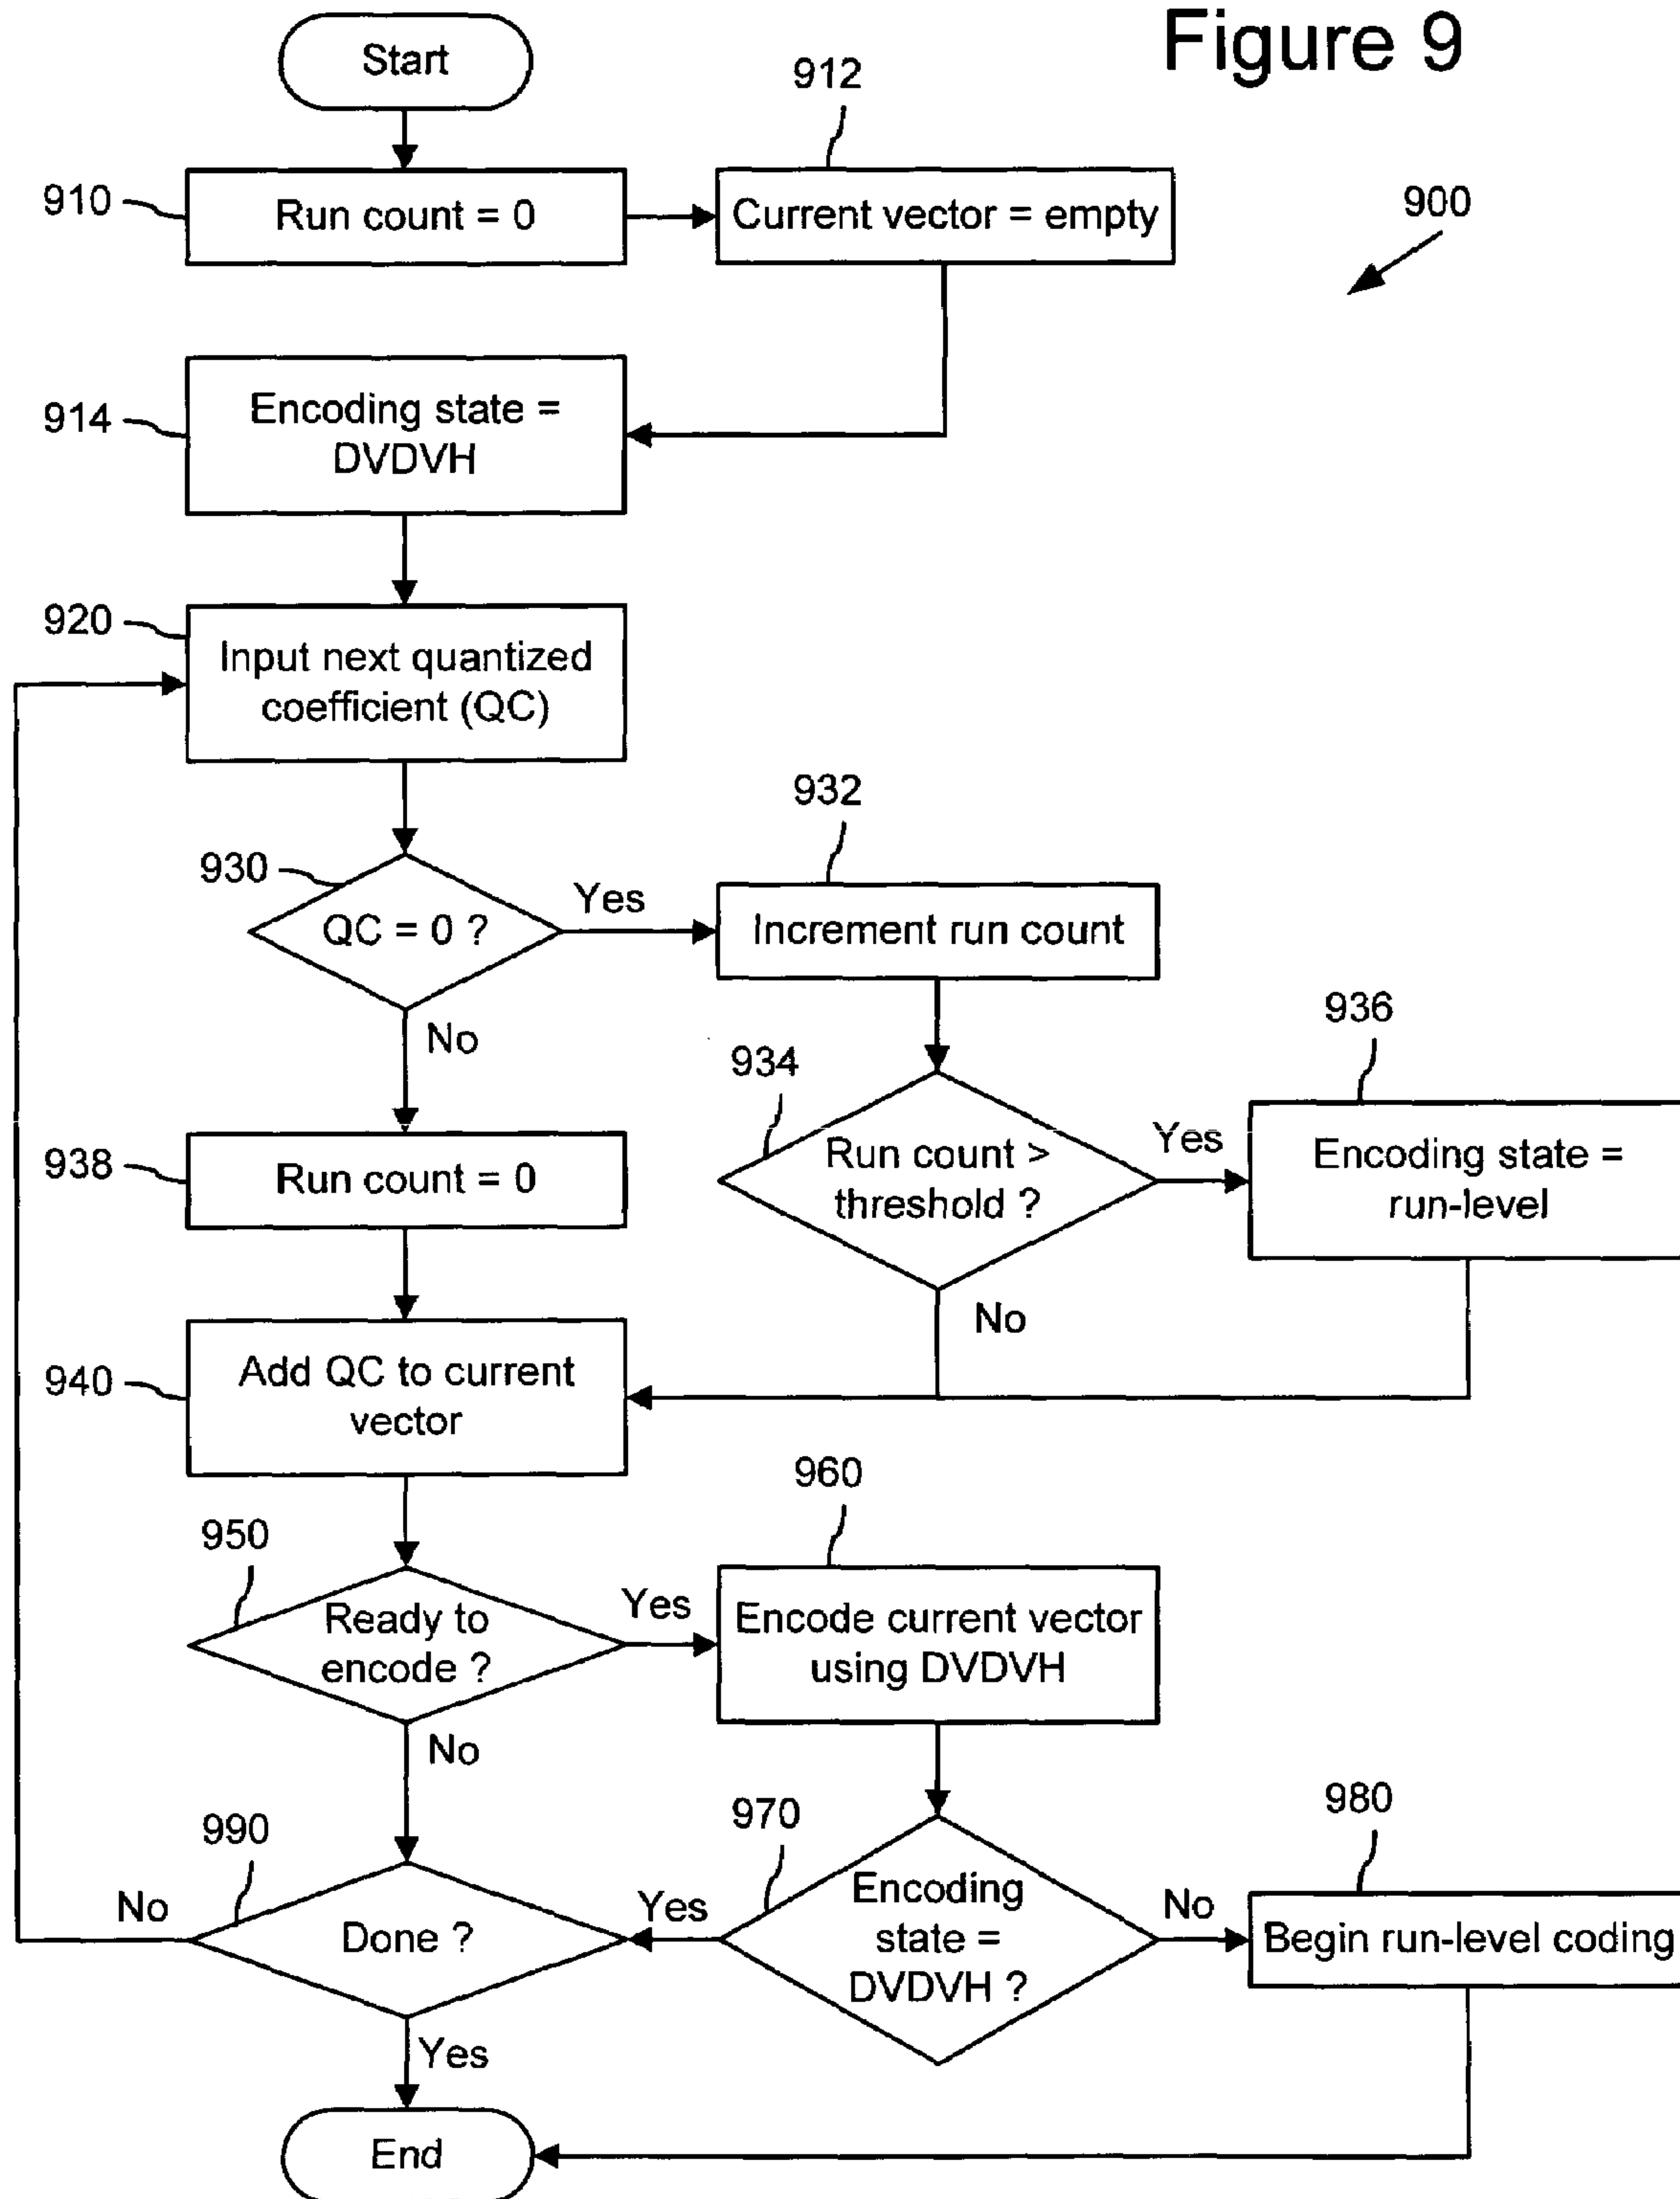 Figure 9
Start
912
910
Run count = 0
Current vector = empty
900
914
Encoding state =
DVDVH
920
Input next quantized
coefficient (QC)
932
930
QC = 0 ?
Yes
Increment run count
No
936
934
938
Run count = 0
Run count >
threshold ?
Yes
Encoding state =
run-level
No
940
Add QC to current
vector
960
950
Ready to
encode ?
Yes
Encode current vector
using DVDVH
No
980
970
990
No
Done ?
Yes
Encoding
state =
DVDVH ?
No
Begin run-level coding
Yes
End